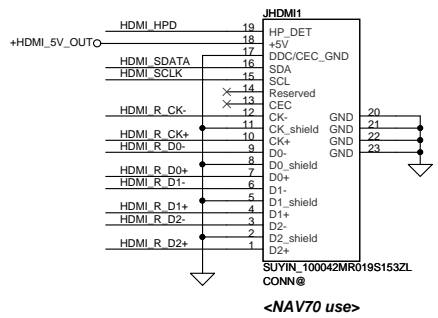 JHDMI1
HDMI_HPD 19 HP_DET
+HDMI_5V_OUT 18 +5V
17 DDC/CEC_GND
HDMI_SDATA 16 SDA
HDMI_SCLK 15 SCL
14 Reserved
13 CEC
HDMI_R_CK- 12 CK- GND 20
11 CK_shield GND 21
HDMI_R_CK+ 10 CK+ GND 22
HDMI_R_D0- 9 D0- GND 23
8 D0_shield
HDMI_R_D0+ 7 D0+
HDMI_R_D1- 6 D1-
5 D1_shield
HDMI_R_D1+ 4 D1+
HDMI_R_D2- 3 D2-
2 D2_shield
HDMI_R_D2+ 1 D2+
SUYIN_100042MR019S153ZL
CONN@
<NAV70 use>